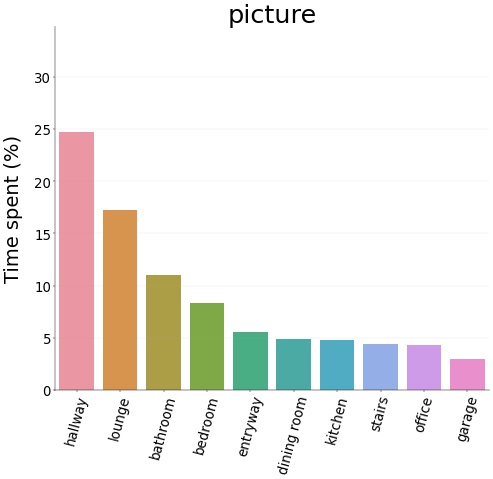 picture
Time spent (%)
30
25
20
15
10
5
0
hallway
lounge
bathroom
bedroom
entryway
dining room
kitchen
stairs
office
garage